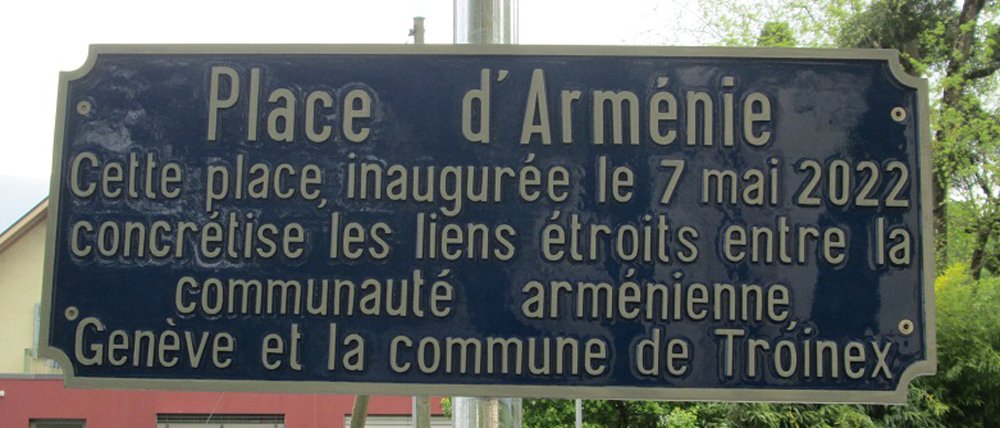 Place d'Arménie
Cette place, inaugurée le 7 mai 2022
concrétise les liens étroits entre la
communauté arménienne,
Genève et la commune de Troinex